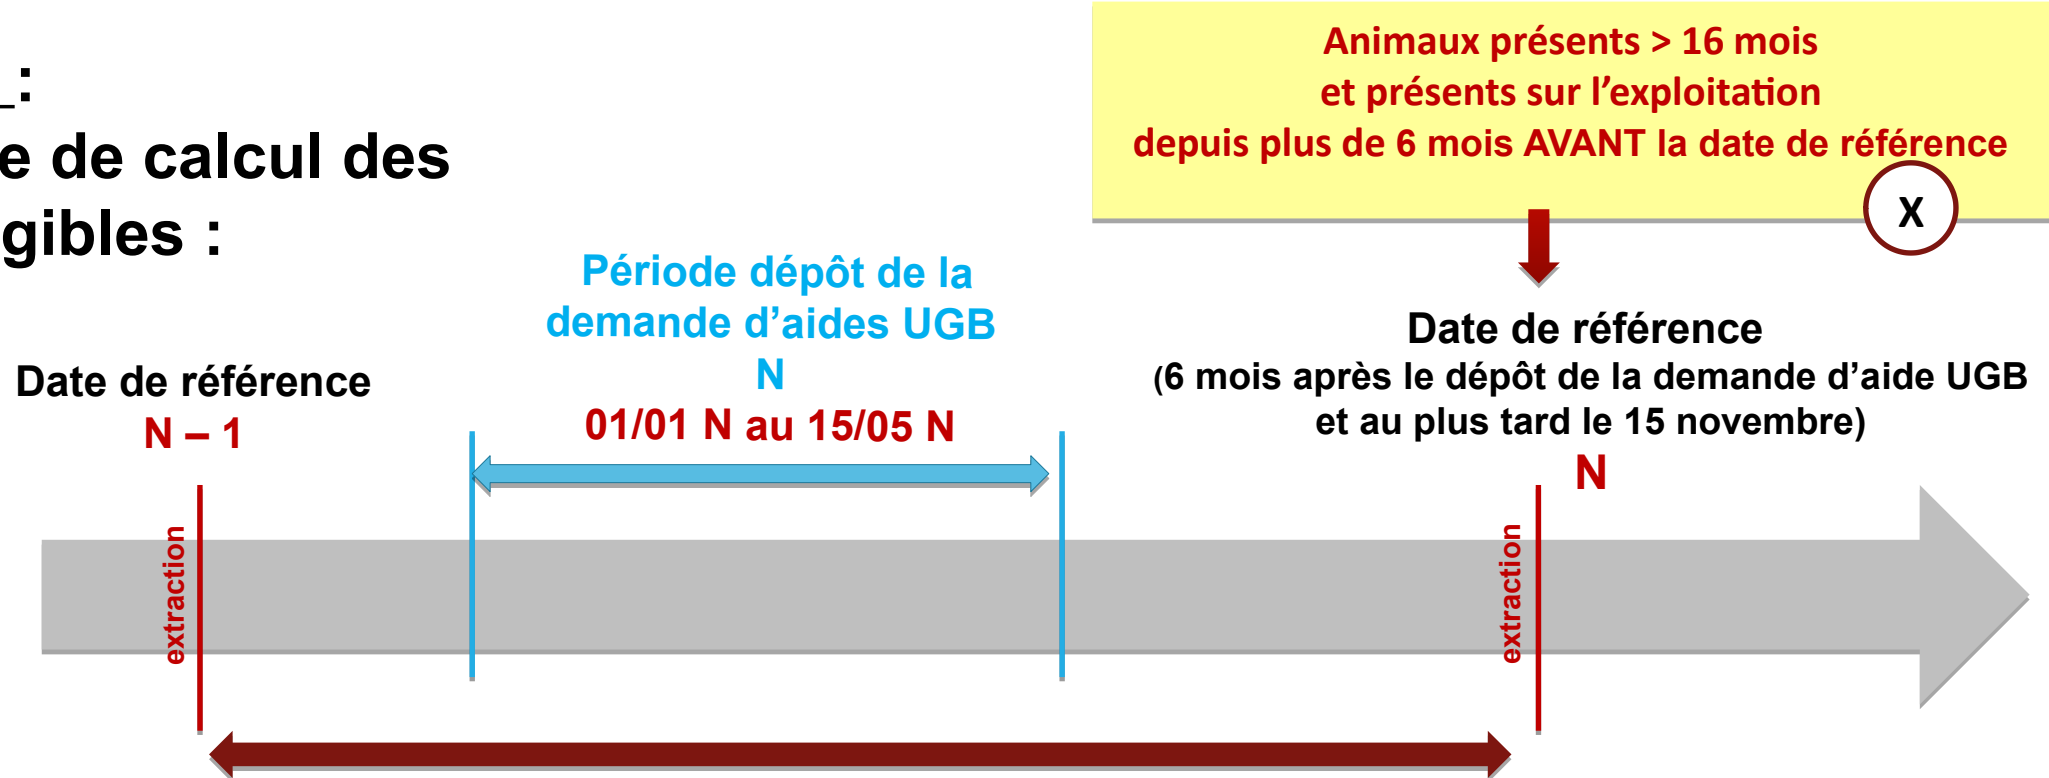 :
e de calcul des
gibles :
Animaux présents > 16 mois
et présents sur l'exploitation
depuis plus de 6 mois AVANT la date de référence
X
Période dépôt de la
demande d'aides UGB
N
01/01 N au 15/05 N
Date de référence
N – 1
Date de référence
(6 mois après le dépôt de la demande d'aide UGB
et au plus tard le 15 novembre)
N
extraction
extraction